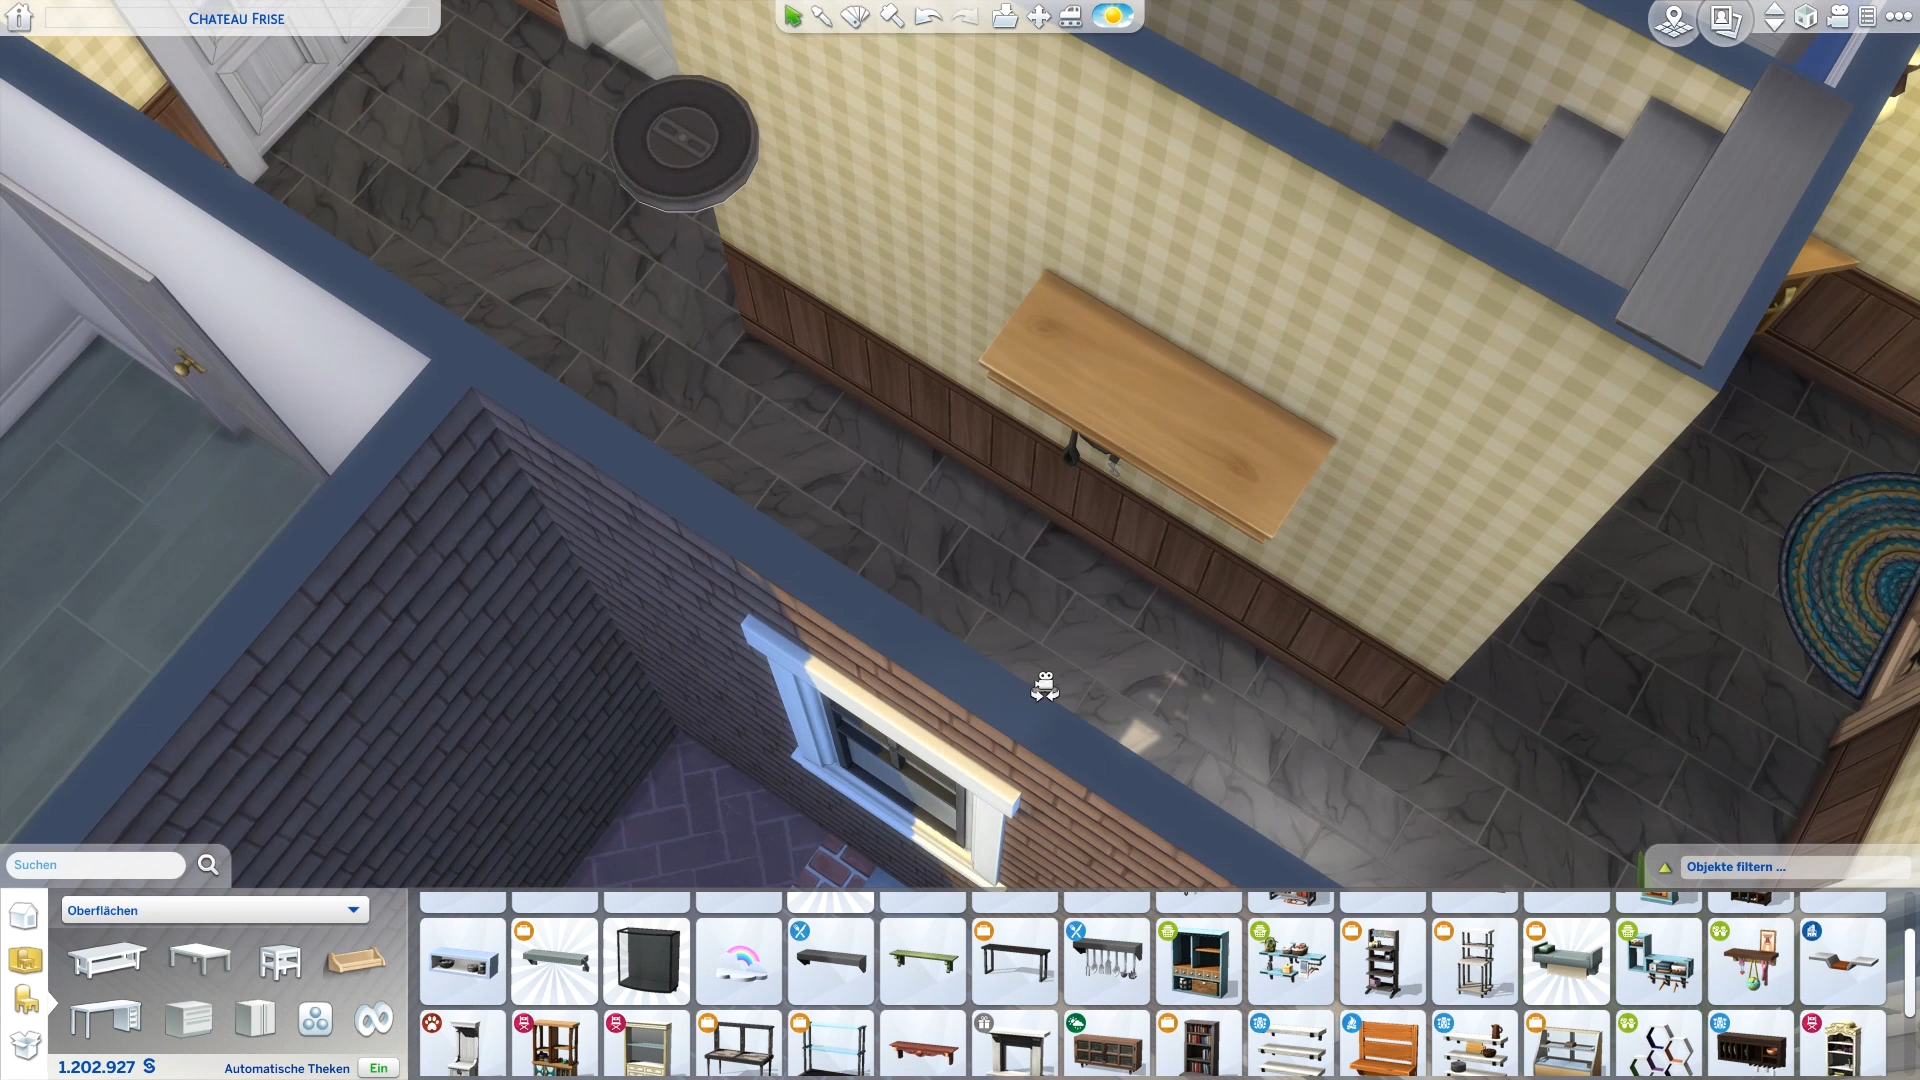 CHATEAU FRISE
Suchen
Objekte filtern ...
Oberflächen
1.202.927 S
Automatische Theken
Ein